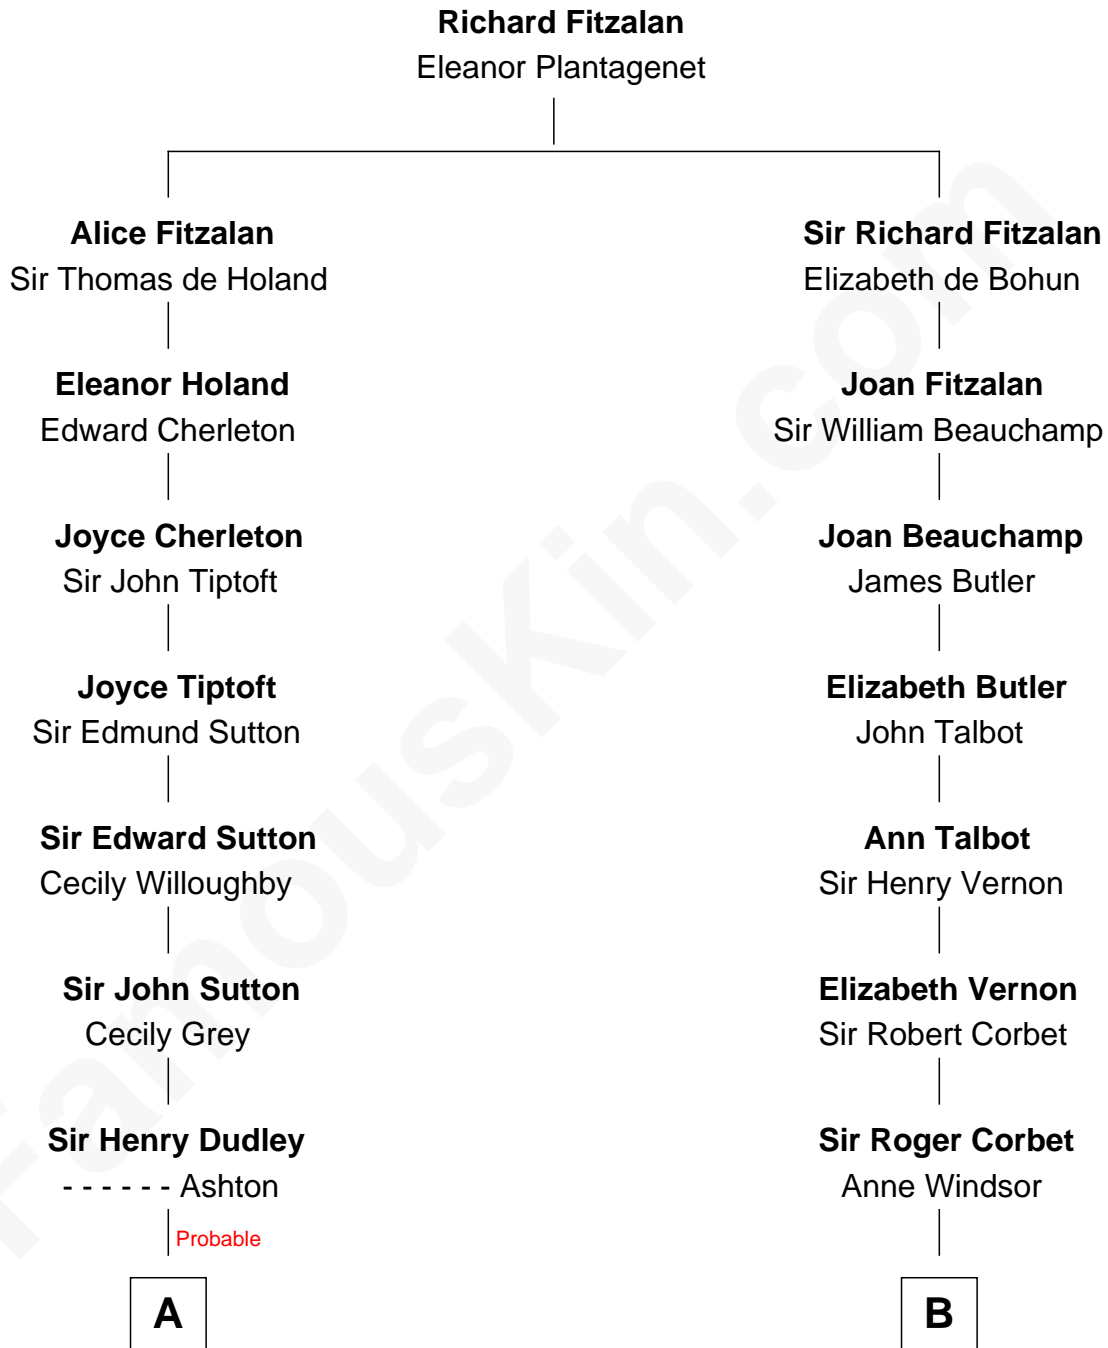 Richard Fitzalan
Eleanor Plantagenet
Alice Fitzalan
Sir Thomas de Holand
Sir Richard Fitzalan
Elizabeth de Bohun
Eleanor Holand
Edward Cherleton
Joan Fitzalan
Sir William Beauchamp
Joyce Cherleton
Sir John Tiptoft
Joan Beauchamp
James Butler
Joyce Tiptoft
Sir Edmund Sutton
Elizabeth Butler
John Talbot
Sir Edward Sutton
Cecily Willoughby
Ann Talbot
Sir Henry Vernon
Sir John Sutton
Cecily Grey
Elizabeth Vernon
Sir Robert Corbet
Sir Henry Dudley
- - - - - - Ashton
Sir Roger Corbet
Anne Windsor
Probable
A
B
FamousKin.com